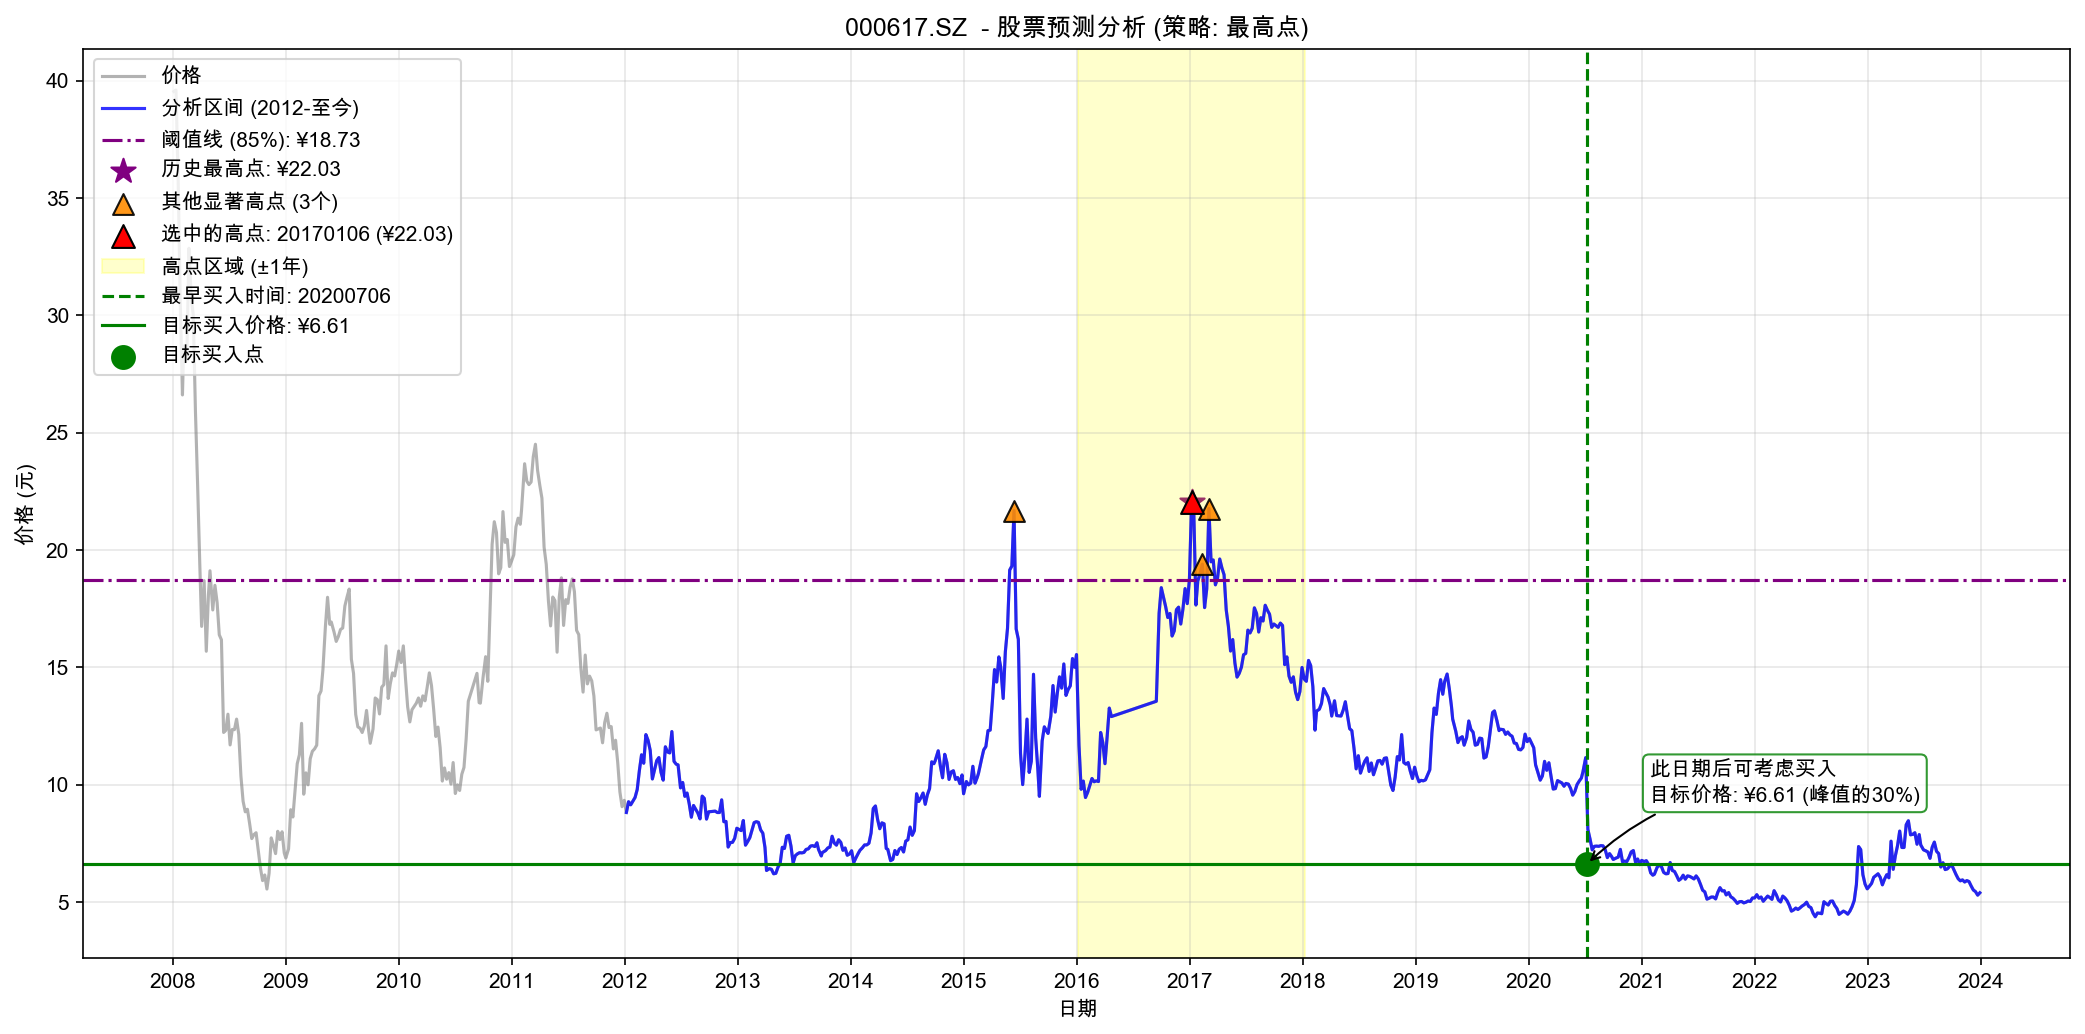 000617.SZ - 股票预测分析 (策略: 最高点)
价格
分析区间 (2012-至今)
阈值线 (85%): ¥18.73
历史最高点: ¥22.03
其他显著高点 (3个)
选中的高点: 20170106 (¥22.03)
高点区域 (±1年)
最早买入时间: 20200706
目标买入价格: ¥6.61
目标买入点
价格 (元)
40
35
30
25
20
15
10
5
此日期后可考虑买入
目标价格: ¥6.61 (峰值的30%)
2008 2009 2010 2011 2012 2013 2014 2015 2016 2017 2018 2019 2020 2021 2022 2023 2024
日期